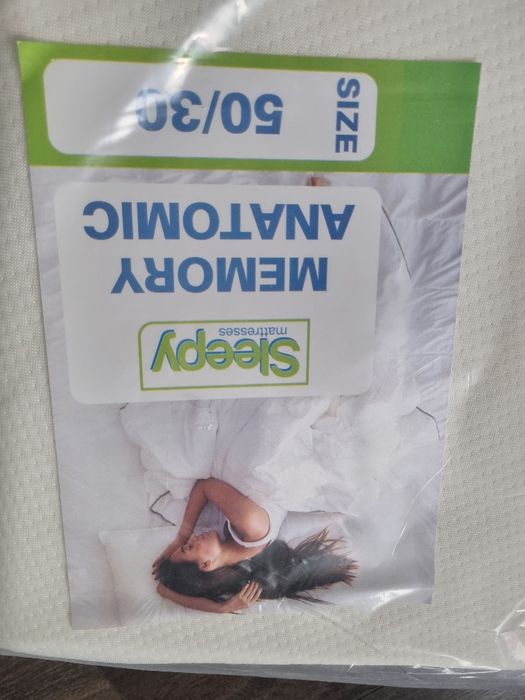 Sleepy
mattresses
MEMORY
ANATOMIC
SIZE
50/30